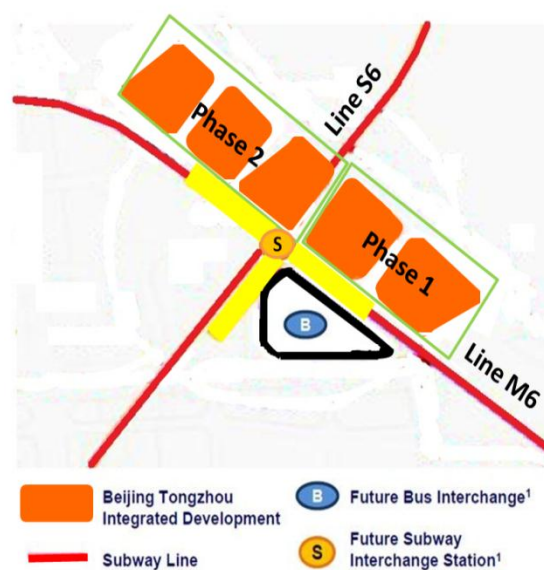 Line S6
Phase 2
S
Phase 1
B
Line M6
Beijing Tongzhou
Integrated Development
B
Future Bus Interchange¹
Subway Line
S
Future Subway
Interchange Station¹